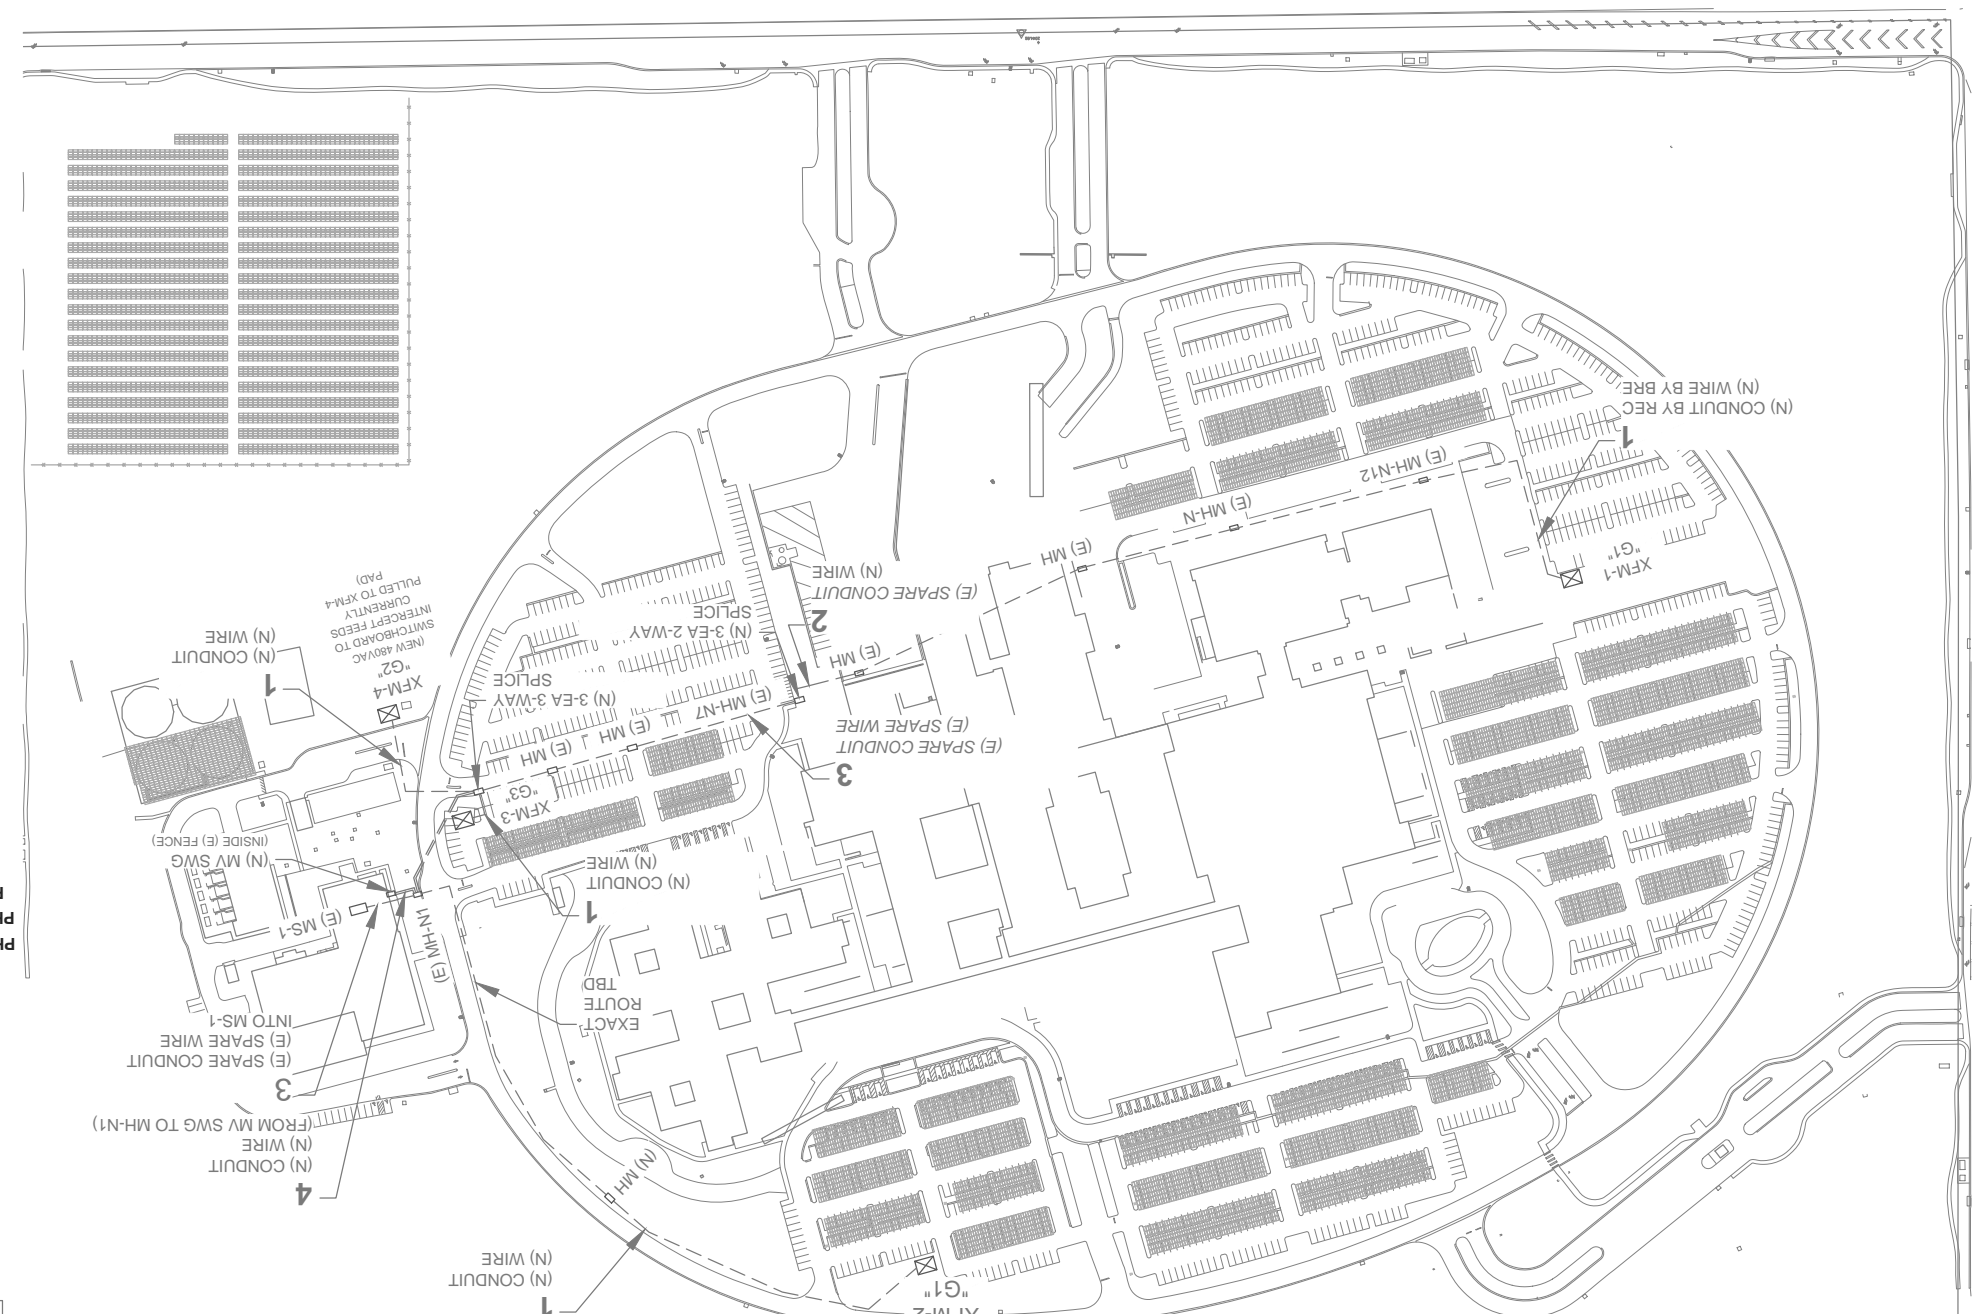 1
(N) CONDUIT
(N) WIRE
XFM-2
"G1"
4
(N) CONDUIT
(N) WIRE
(FROM MV SWG TO MH-N1)
3
(E) SPARE CONDUIT
(E) SPARE WIRE
INTO MS-1
(N) MH
EXACT
ROUTE
TBD
(E) MH-N1
(E) MS-1
1
(N) CONDUIT
(N) WIRE
(N) MV SWG
(INSIDE (E) FENCE)
XFM-3
"G3"
3
(E) SPARE CONDUIT
(E) SPARE WIRE
(E) MH
(E) MH
(E) MH-N7
(E) MH
(N) 3-EA 3-WAY
SPLICE
1
(N) CONDUIT
(N) WIRE
XFM-4
"G2"
(NEW 480VAC
SWITCHBOARD TO
INTERCEPT FEEDS
CURRENTLY
PULLED TO XFM-4
PAD)
2
(E) SPARE CONDUIT
(N) WIRE
(N) 3-EA 2-WAY
SPLICE
XFM-1
"G1"
(E) MH
(E) MH-N
(E) MH-N12
1
(N) CONDUIT BY REC
(N) WIRE BY BRE
PH
PH